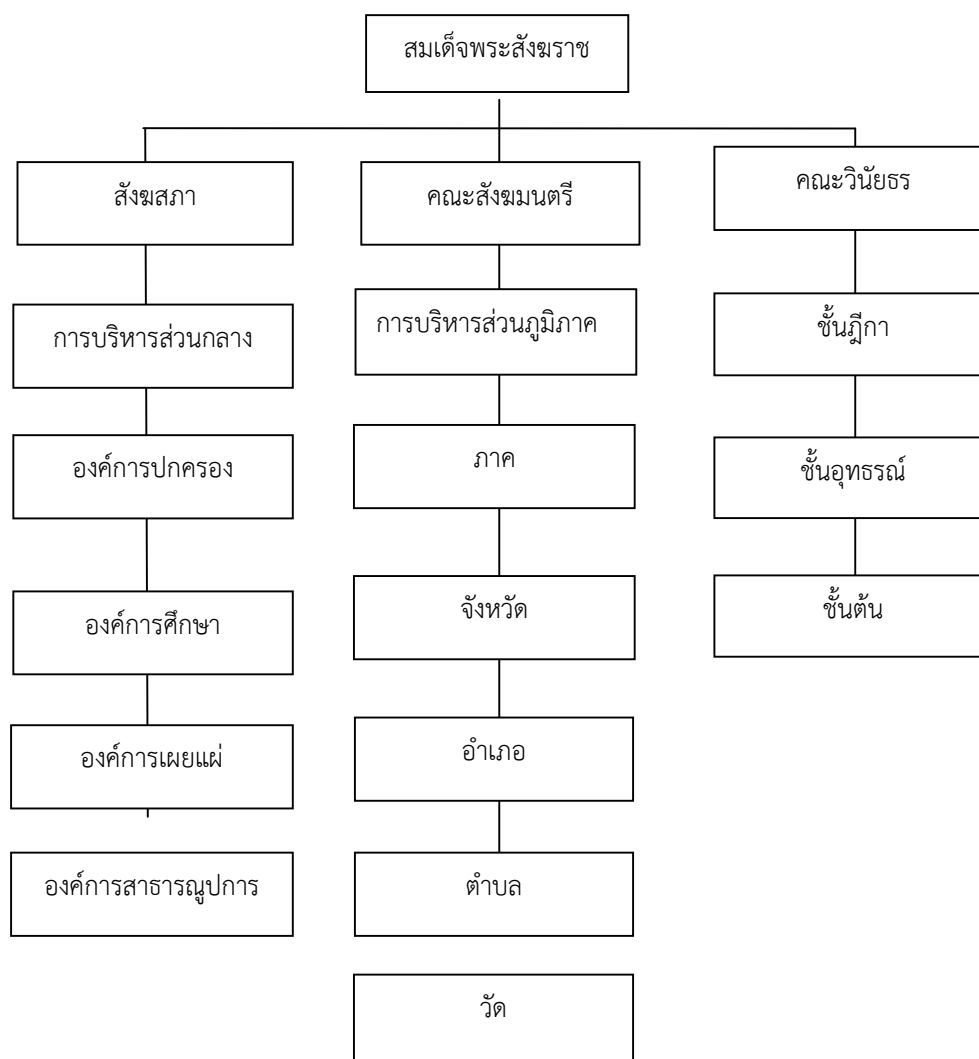 สมเด็จพระสังฆราช
สังฆสภา
คณะสังฆมนตรี
คณะวินัยธร
การบริหารส่วนกลาง
การบริหารส่วนภูมิภาค
ชั้นฎีกา
องค์การปกครอง
ภาค
ชั้นอุทธรณ์
องค์การศึกษา
จังหวัด
ชั้นต้น
องค์การเผยแผ่
อำเภอ
องค์การสาธารณูปการ
ตำบล
วัด